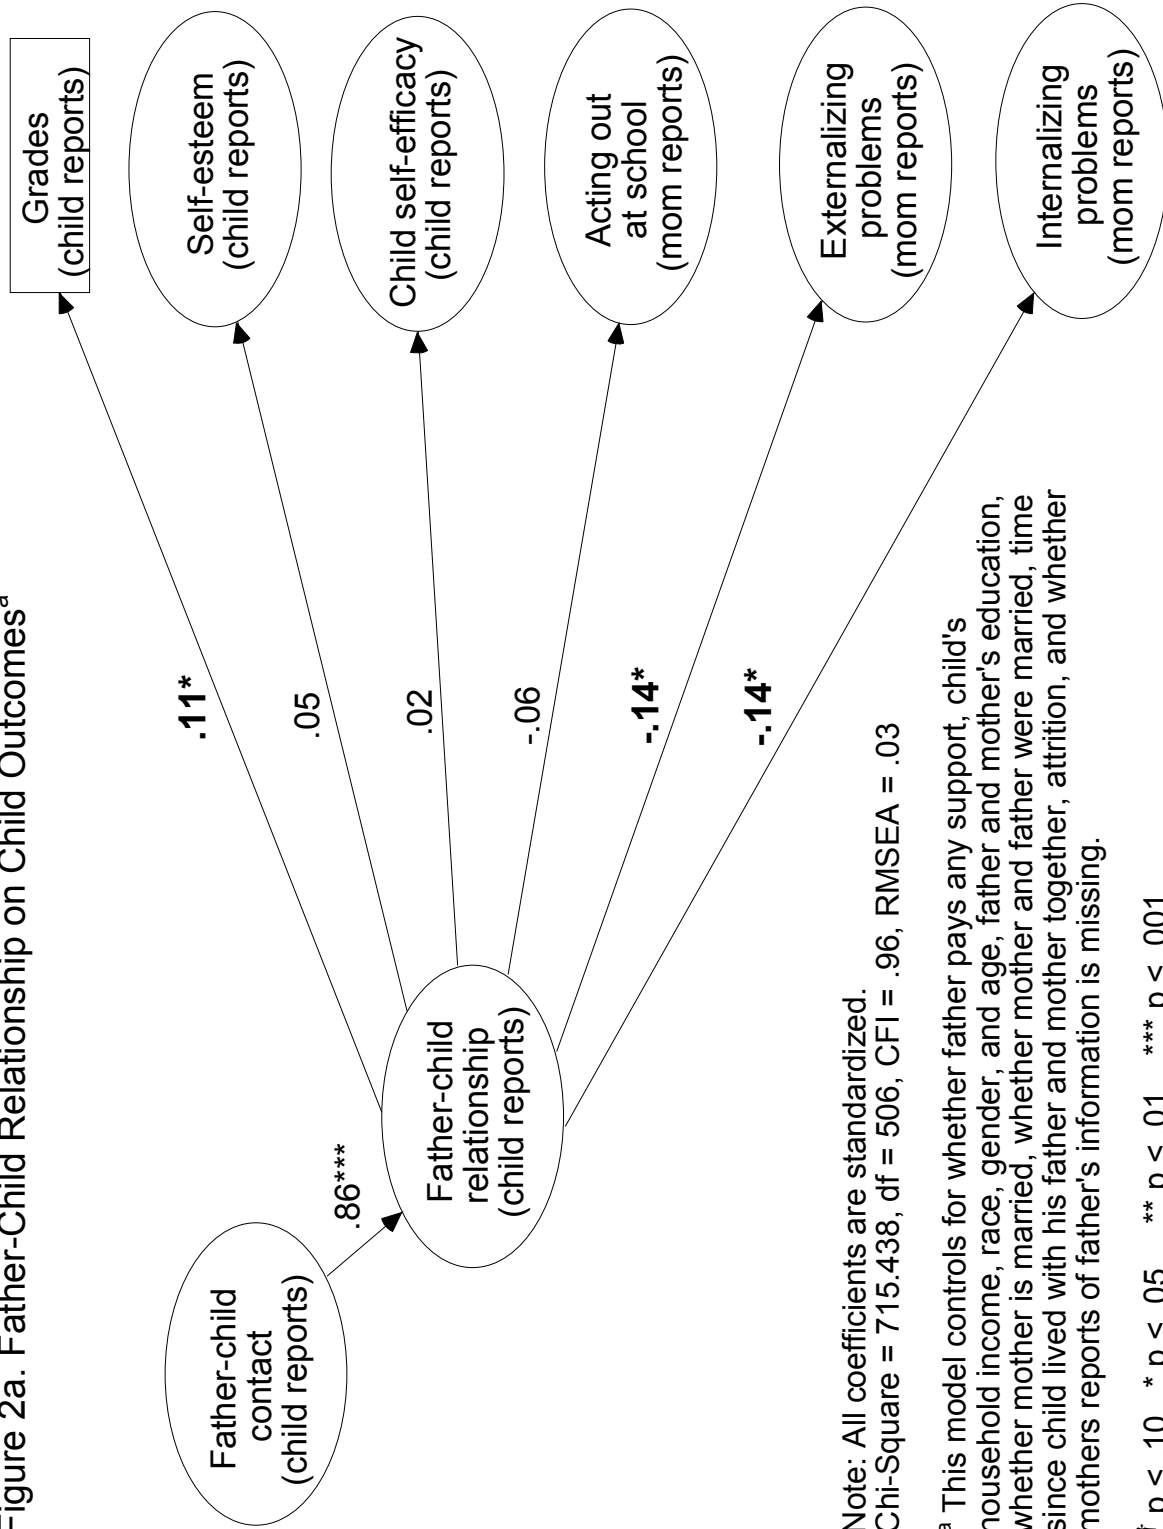 Figure 2a. Father-Child Relationship on Child Outcomesᵃ
Grades
(child reports)
Self-esteem
(child reports)
Child self-efficacy
(child reports)
Acting out
at school
(mom reports)
Externalizing
problems
(mom reports)
Internalizing
problems
(mom reports)
.11*
.05
.02
-.06
-.14*
-.14*
.86***
Father-child
relationship
(child reports)
Father-child
contact
(child reports)
Note: All coefficients are standardized.
Chi-Square = 715.438, df = 506, CFI = .96, RMSEA = .03
ᵃ This model controls for whether father pays any support, child's
household income, race, gender, and age, father and mother's education,
whether mother is married, whether mother and father were married, time
since child lived with his father and mother together, attrition, and whether
mothers reports of father's information is missing.
† p < .10 * p < .05 ** p < .01 *** p < .001